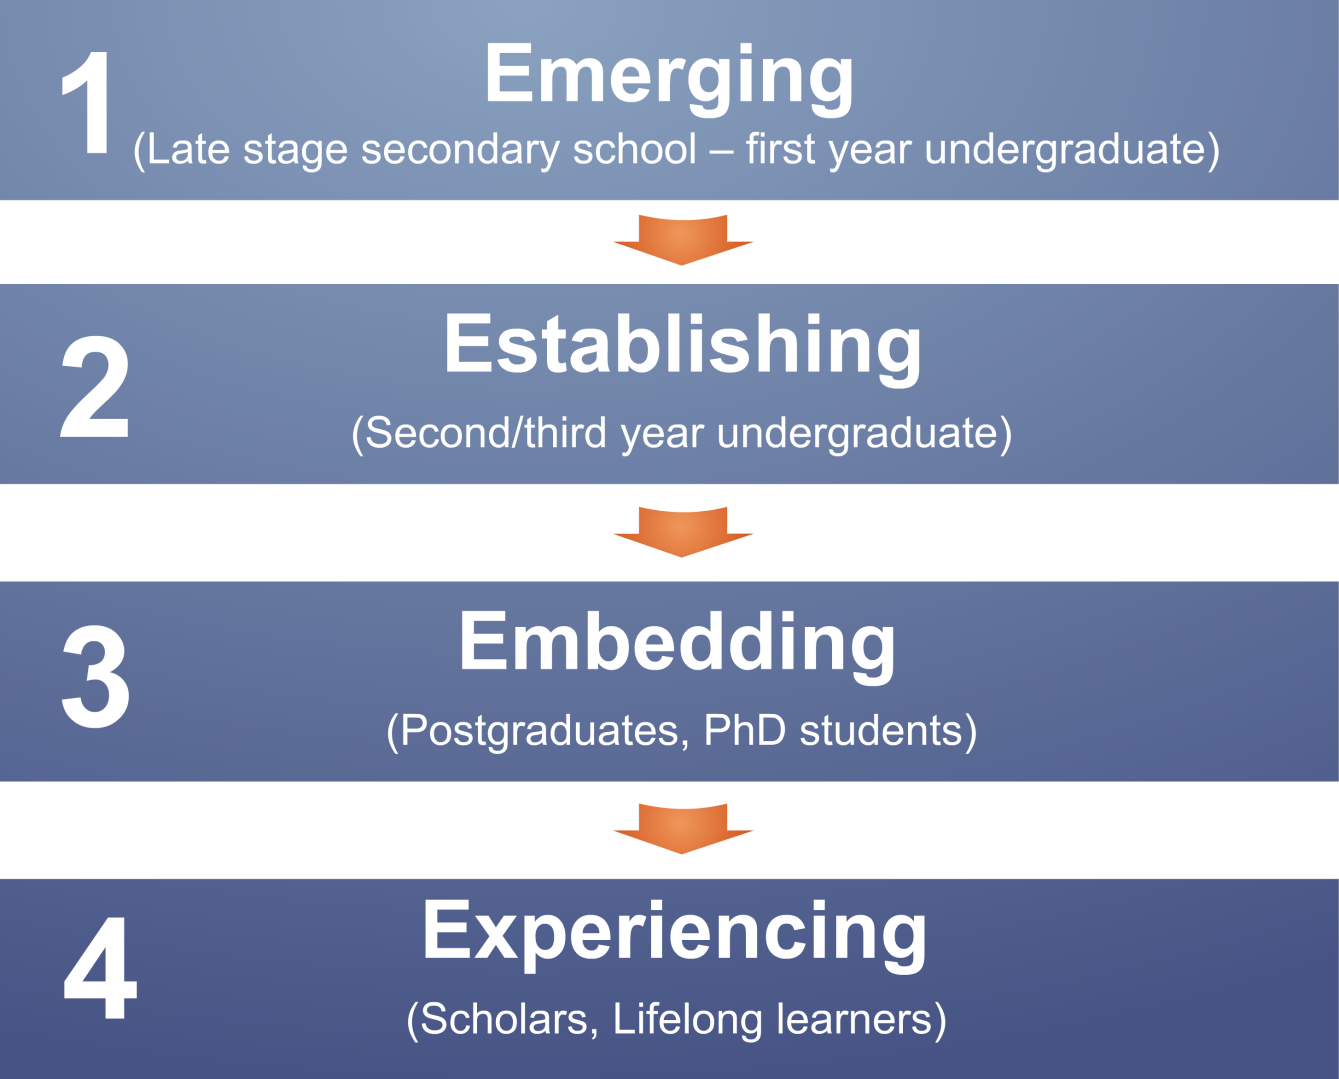 1
Emerging
(Late stage secondary school – first year undergraduate)
2
Establishing
(Second/third year undergraduate)
3
Embedding
(Postgraduates, PhD students)
4
Experiencing
(Scholars, Lifelong learners)